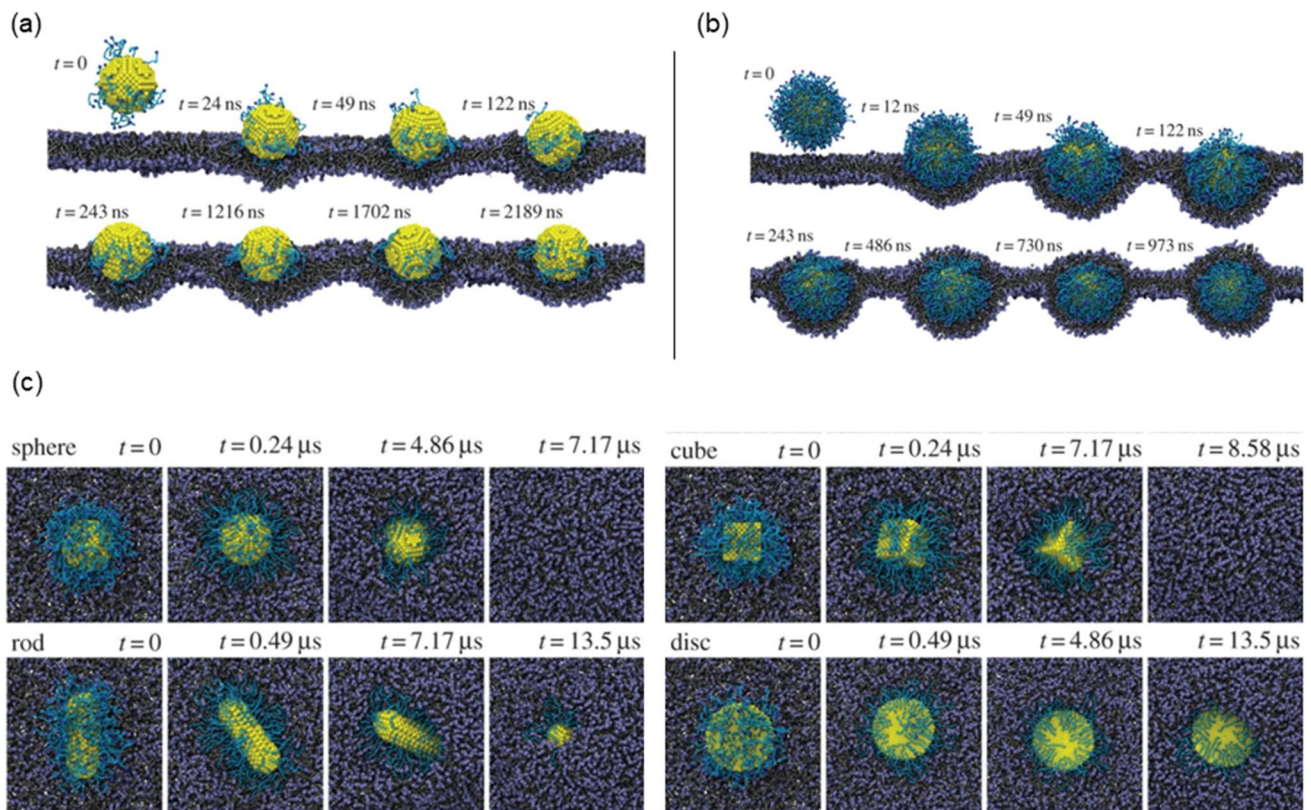 (a)
t = 0
t = 24 ns
t = 49 ns
t = 122 ns
t = 243 ns
t = 1216 ns
t = 1702 ns
t = 2189 ns
(b)
t = 0
t = 12 ns
t = 49 ns
t = 122 ns
t = 243 ns
t = 486 ns
t = 730 ns
t = 973 ns
(c)
sphere t = 0 t = 0.24 μs t = 4.86 μs t = 7.17 μs
cube t = 0 t = 0.24 μs t = 7.17 μs t = 8.58 μs
rod t = 0 t = 0.49 μs t = 7.17 μs t = 13.5 μs
disc t = 0 t = 0.49 μs t = 4.86 μs t = 13.5 μs